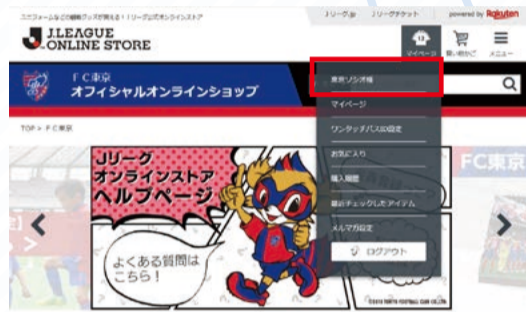 ユニフォームなどの観戦グッズが買える！Jリーグ公式オンラインストア
Jリーグ.jp
Jリーグチケット
powered by Rakuten
J.LEAGUE
ONLINE STORE
マイページ
買い物かご
メニュー
FC東京
オフィシャルオンラインショップ
東京ソシオ様
マイページ
ワンタッチパスID設定
お気に入り
購入履歴
最近チェックしたアイテム
メルマガ設定
ログアウト
TOP > FC東京
Jリーグ
オンラインストア
ヘルプページ
よくある質問は
こちら！
FC東京